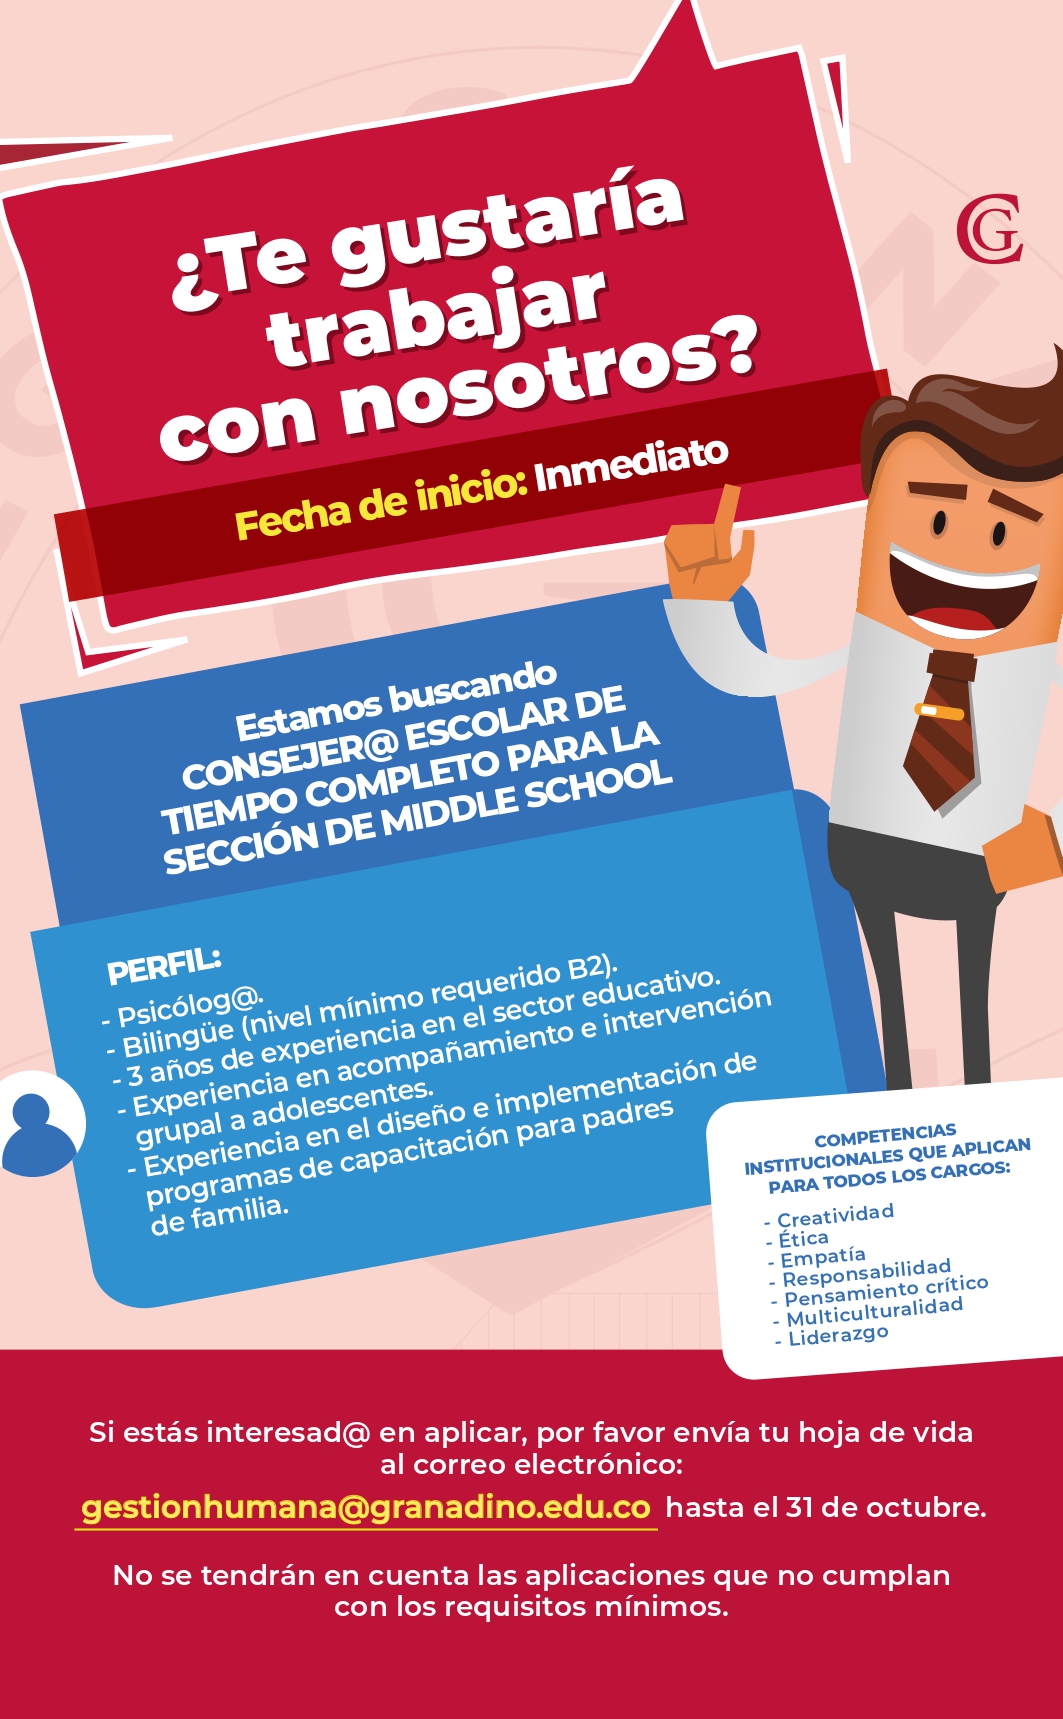 ¿Te gustaría
trabajar
con nosotros?
Fecha de inicio: Inmediato
Estamos buscando
CONSEJER@ ESCOLAR DE
TIEMPO COMPLETO PARA LA
SECCIÓN DE MIDDLE SCHOOL
PERFIL:
- Psicólog@.
- Bilingüe (nivel mínimo requerido B2).
- 3 años de experiencia en el sector educativo.
- Experiencia en acompañamiento e intervención
grupal a adolescentes.
- Experiencia en el diseño e implementación de
programas de capacitación para padres
de familia.
COMPETENCIAS
INSTITUCIONALES QUE APLICAN
PARA TODOS LOS CARGOS:
- Creatividad
- Ética
- Empatía
- Responsabilidad
- Pensamiento crítico
- Multiculturalidad
- Liderazgo
Si estás interesad@ en aplicar, por favor envía tu hoja de vida
al correo electrónico:
gestionhumana@granadino.edu.co hasta el 31 de octubre.
No se tendrán en cuenta las aplicaciones que no cumplan
con los requisitos mínimos.